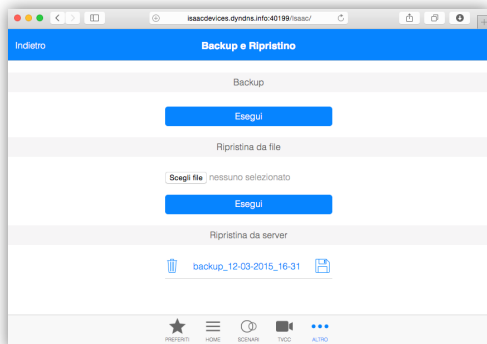 isaacdevices.dyndns.info:40199/isaac/
Indietro
Backup e Ripristino
Backup
Esegui
Ripristina da file
Scegli file nessuno selezionato
Esegui
Ripristina da server
backup_12-03-2015_16-31
PREFERITI HOME SCENARI TVCC ALTRO